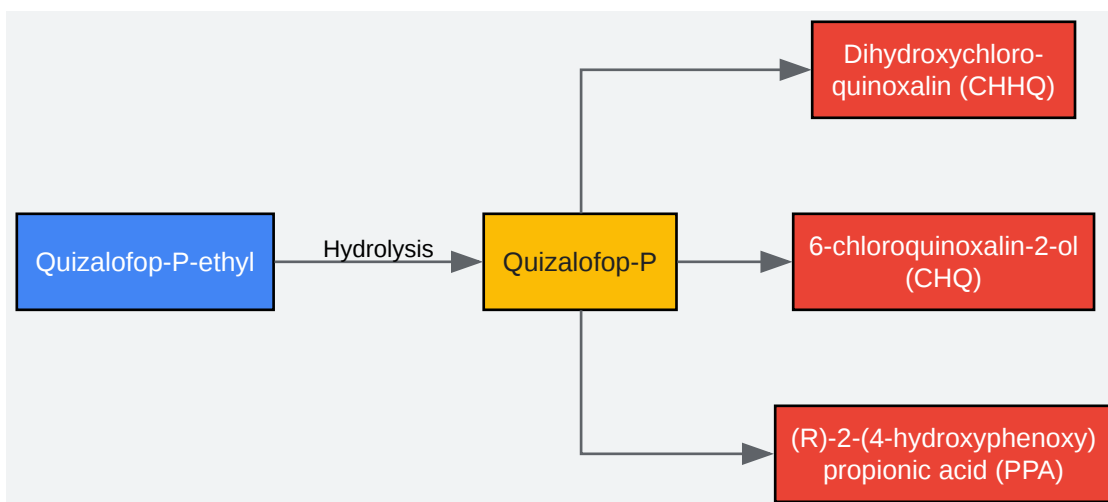 Quizalofop-P-ethyl
Hydrolysis
Quizalofop-P
Dihydroxychloro-
quinoxalin (CHHQ)
6-chloroquinoxalin-2-ol
(CHQ)
(R)-2-(4-hydroxyphenoxy)
propionic acid (PPA)